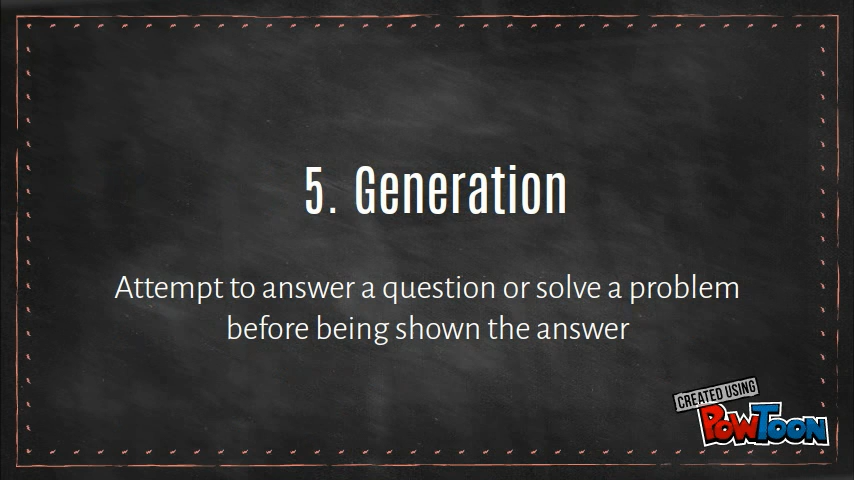 5. Generation
Attempt to answer a question or solve a problem
before being shown the answer
CREATED USING
POWTOON